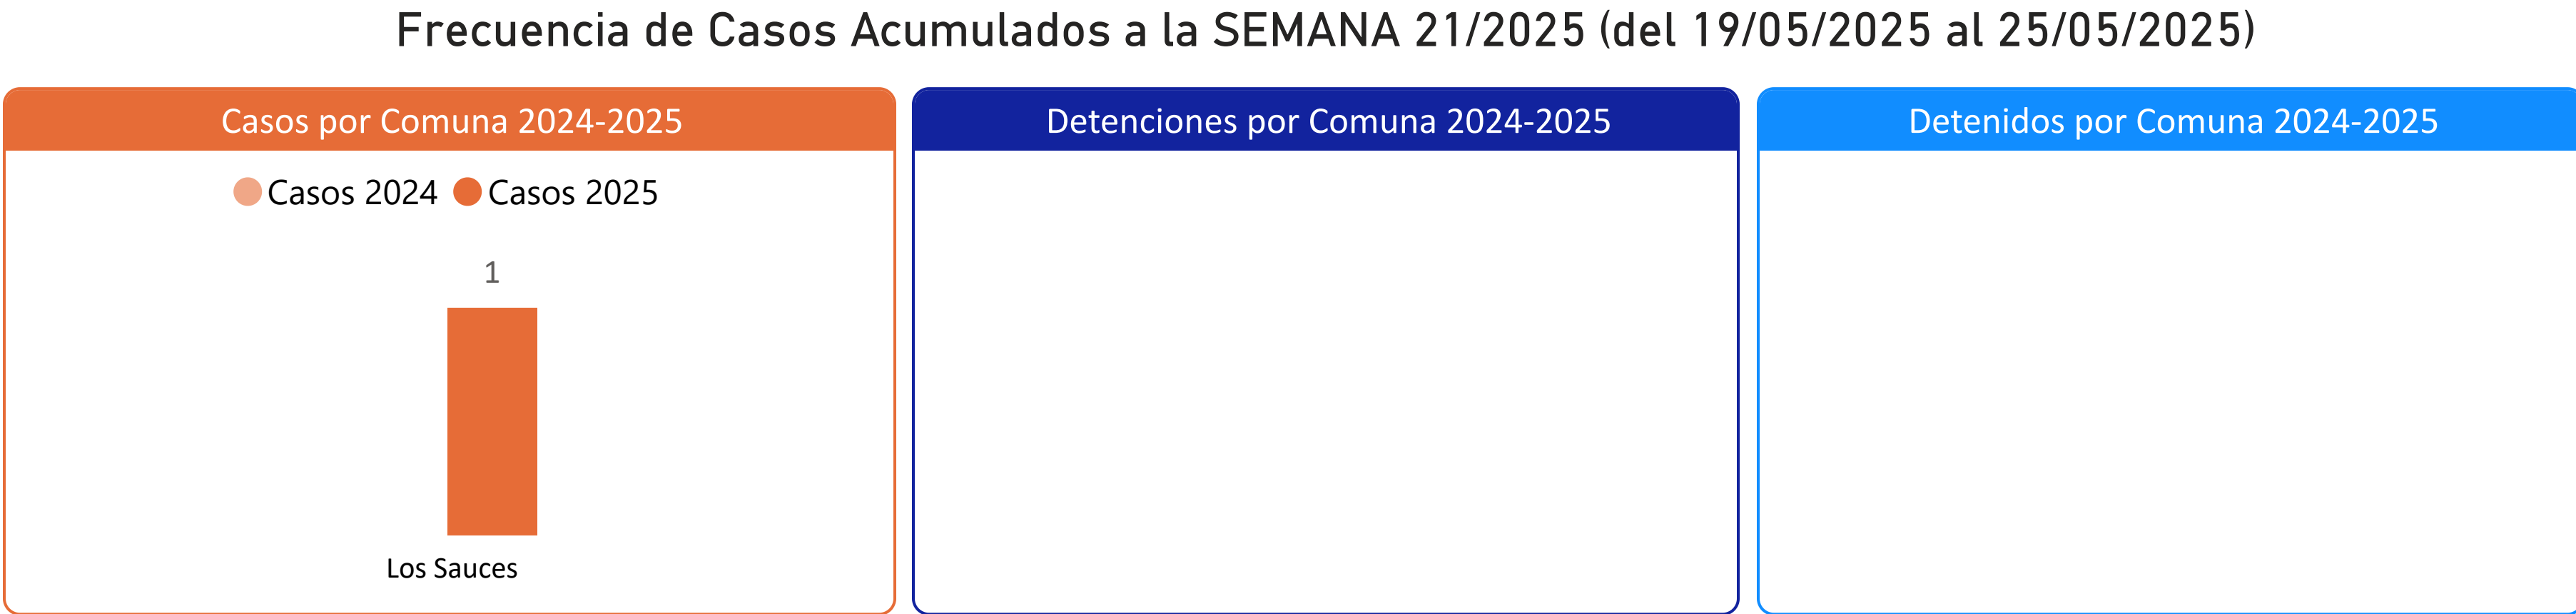 Frecuencia de Casos Acumulados a la SEMANA 21/2025 (del 19/05/2025 al 25/05/2025)
Casos por Comuna 2024-2025
Casos 2024 Casos 2025
1
Los Sauces
Detenciones por Comuna 2024-2025
Detenidos por Comuna 2024-2025